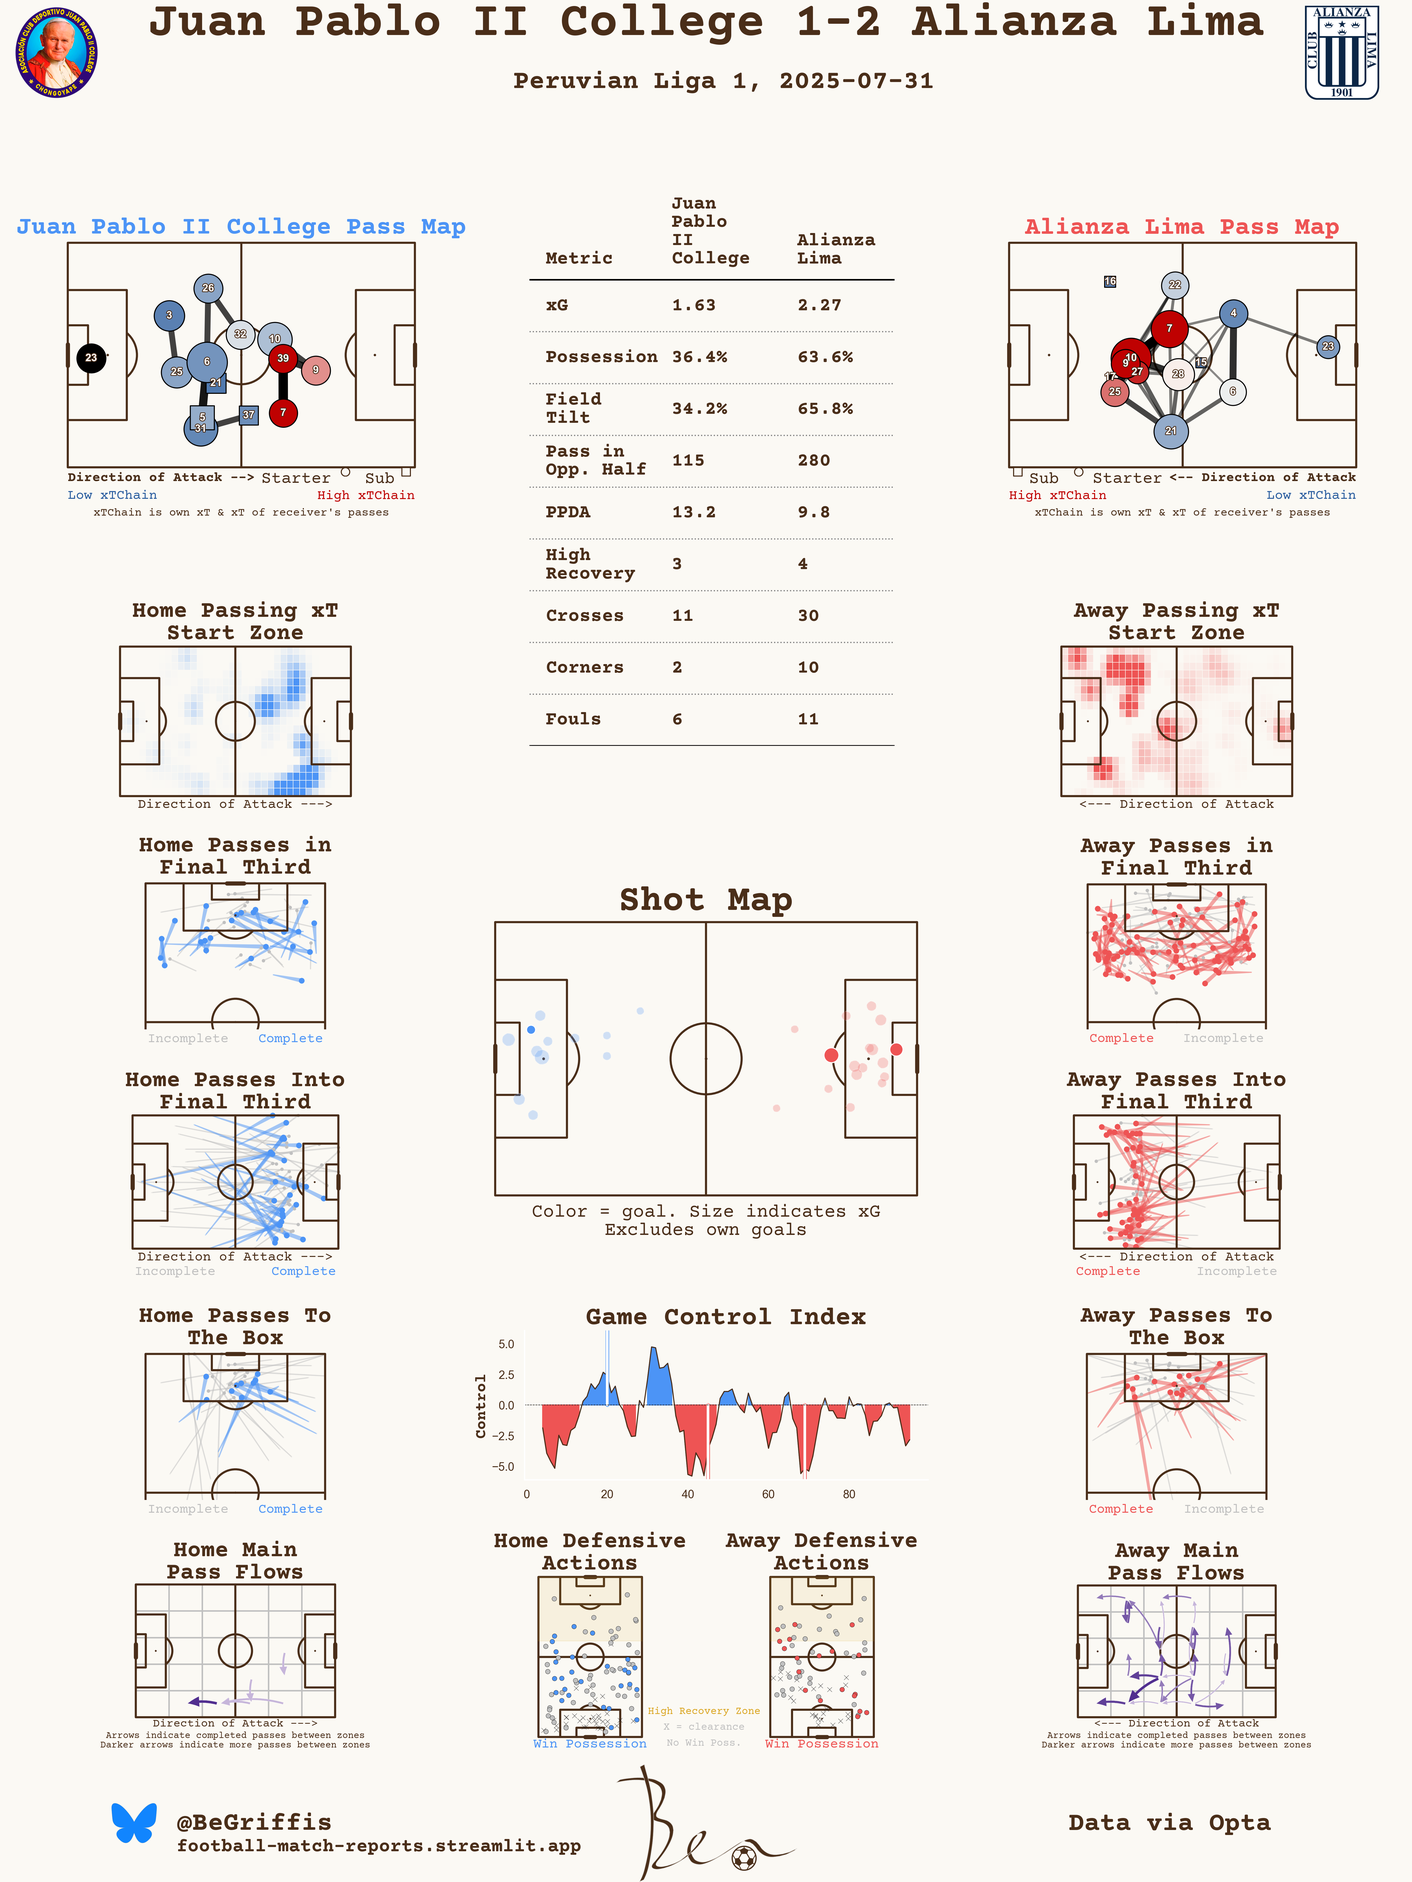 Juan Pablo II College 1-2 Alianza Lima
Peruvian Liga 1, 2025-07-31
ASOCIACIÓN CLUB DEPORTIVO JUAN PABLO II COLLEGE
CHONGOYAPE
ALIANZA
CLUB
LIMA
1901
Juan Pablo II College Pass Map
26
3
32
10
23
6
39
25
21
9
5
31
37
7
Direction of Attack --> Starter Sub
Low xTChain High xTChain
xTChain is own xT & xT of receiver's passes
Metric Juan Pablo II College Alianza Lima
xG 1.63 2.27
Possession 36.4% 63.6%
Field Tilt 34.2% 65.8%
Pass in Opp. Half 115 280
PPDA 13.2 9.8
High Recovery 3 4
Crosses 11 30
Corners 2 10
Fouls 6 11
Alianza Lima Pass Map
16
22
7
4
10
9
27
17
15
23
28
25
6
21
Sub Starter <-- Direction of Attack
High xTChain Low xTChain
xTChain is own xT & xT of receiver's passes
Home Passing xT
Start Zone
Direction of Attack --->
Away Passing xT
Start Zone
<--- Direction of Attack
Home Passes in
Final Third
Incomplete Complete
Shot Map
Color = goal. Size indicates xG
Excludes own goals
Away Passes in
Final Third
Complete Incomplete
Home Passes Into
Final Third
Direction of Attack --->
Incomplete Complete
Away Passes Into
Final Third
<--- Direction of Attack
Complete Incomplete
Home Passes To
The Box
Incomplete Complete
Game Control Index
Control
5.0
2.5
0.0
−2.5
−5.0
0 20 40 60 80
Away Passes To
The Box
Complete Incomplete
Home Main
Pass Flows
Direction of Attack --->
Arrows indicate completed passes between zones
Darker arrows indicate more passes between zones
Home Defensive
Actions
Win Possession
Away Defensive
Actions
Win Possession
High Recovery Zone
X = clearance
No Win Poss.
Away Main
Pass Flows
<--- Direction of Attack
Arrows indicate completed passes between zones
Darker arrows indicate more passes between zones
@BeGriffis
football-match-reports.streamlit.app
Ben
Data via Opta